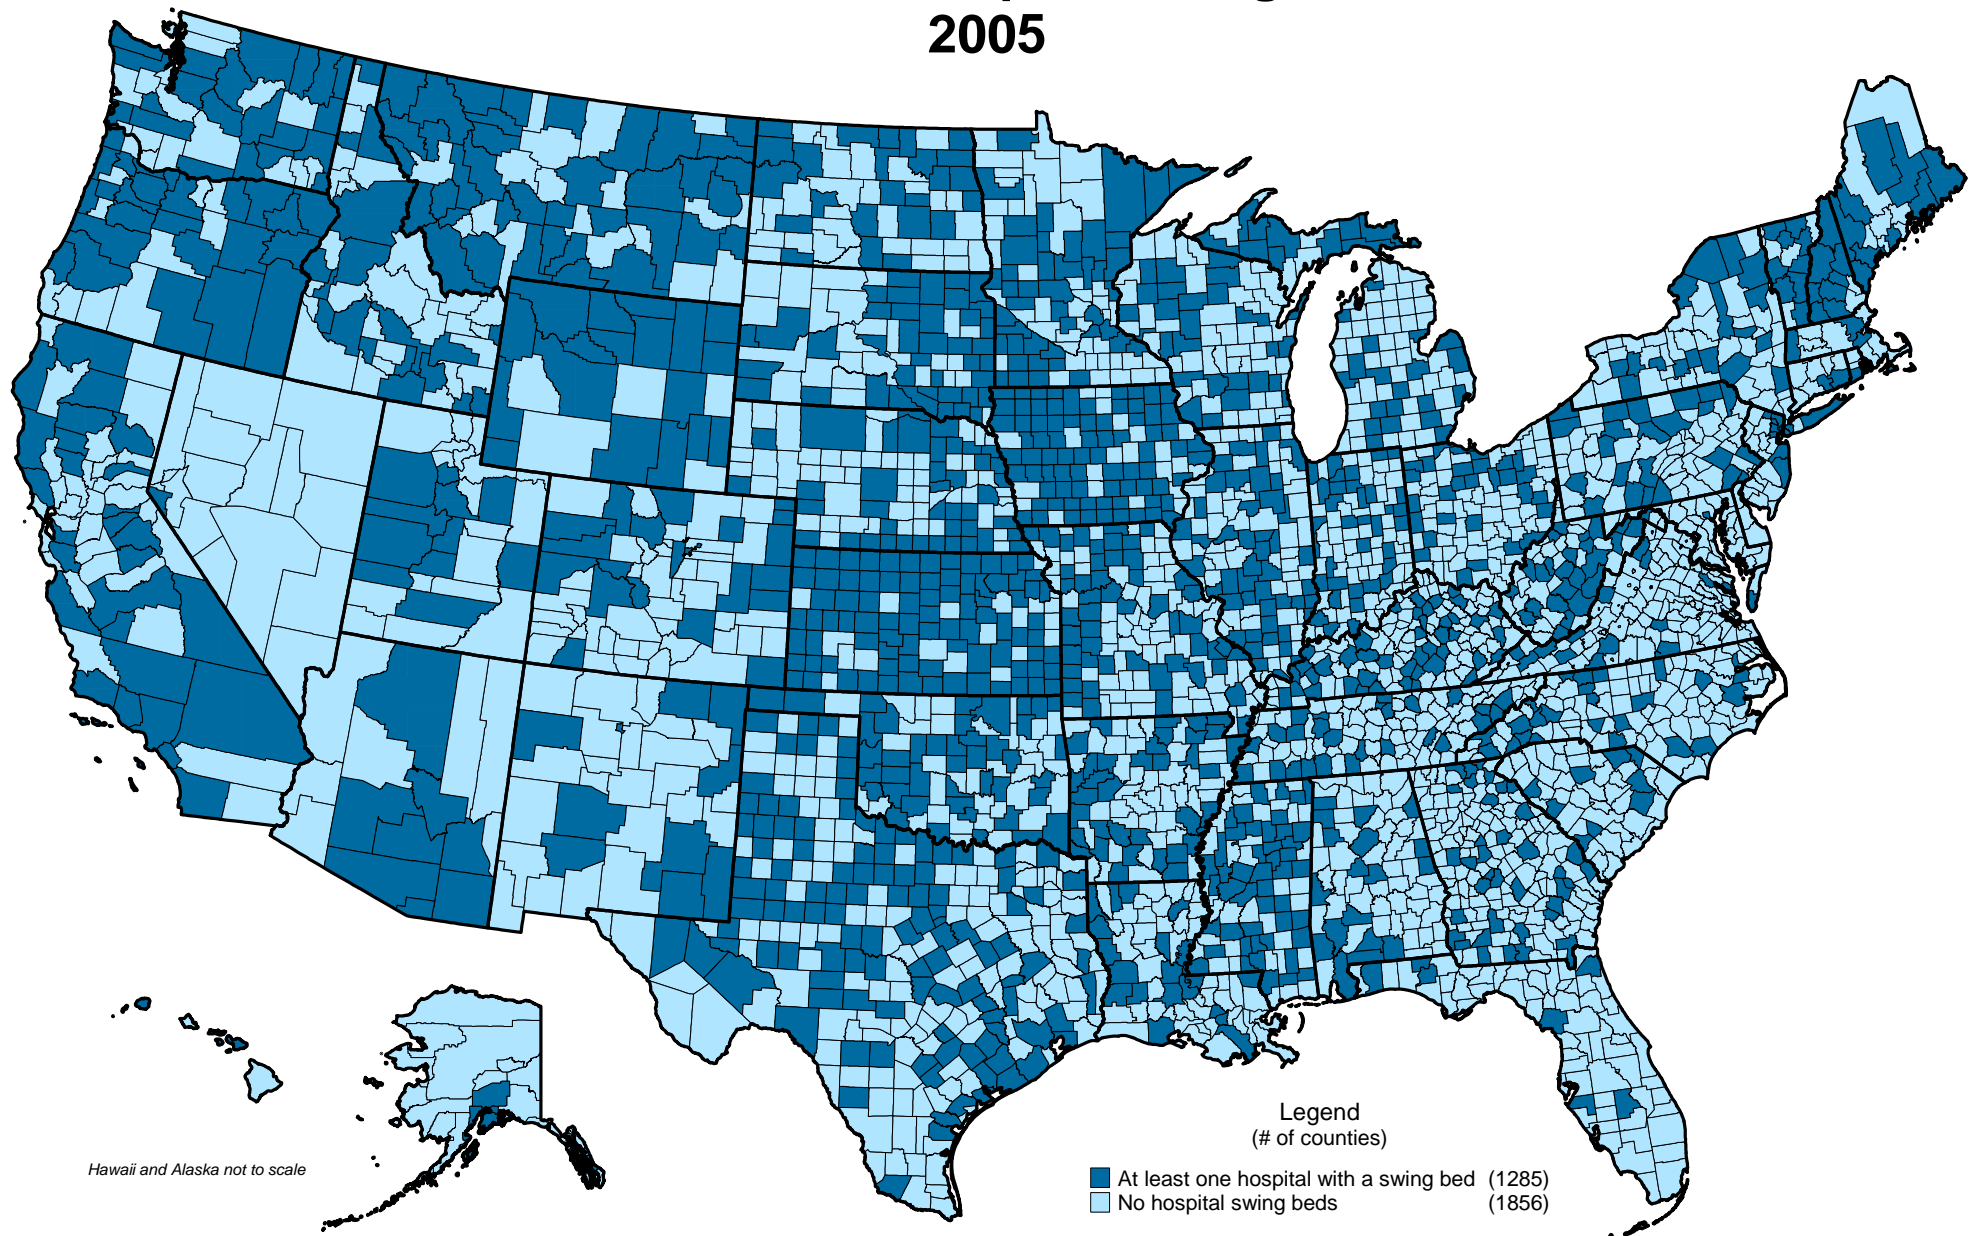 2005
Hawaii and Alaska not to scale
Legend
(# of counties)
At least one hospital with a swing bed (1285)
No hospital swing beds (1856)